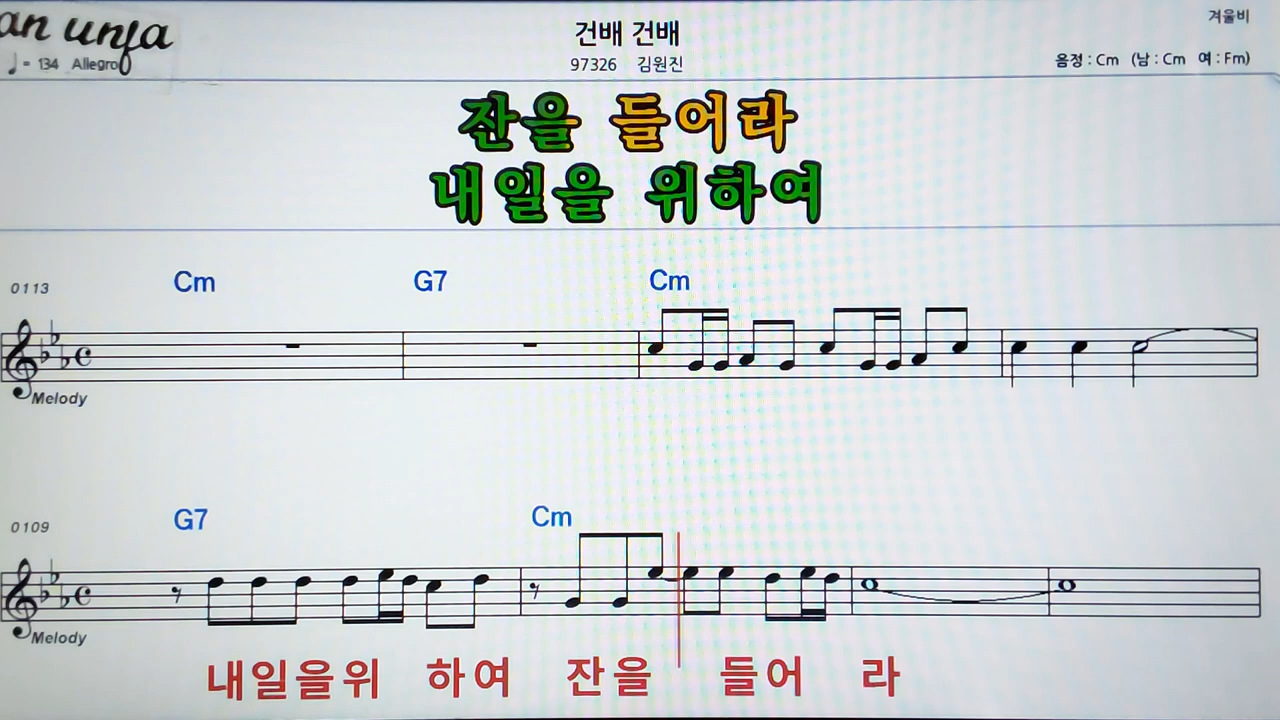 an unja
♩= 134 Allegro
건배 건배
97326 김원진
겨울비
음정 : Cm (남 : Cm 여 : Fm)
잔을 들어라
내일을 위하여
0113
Cm G7 Cm
Melody
0109
G7 Cm
Melody
내일을위 하여 잔을 들어 라